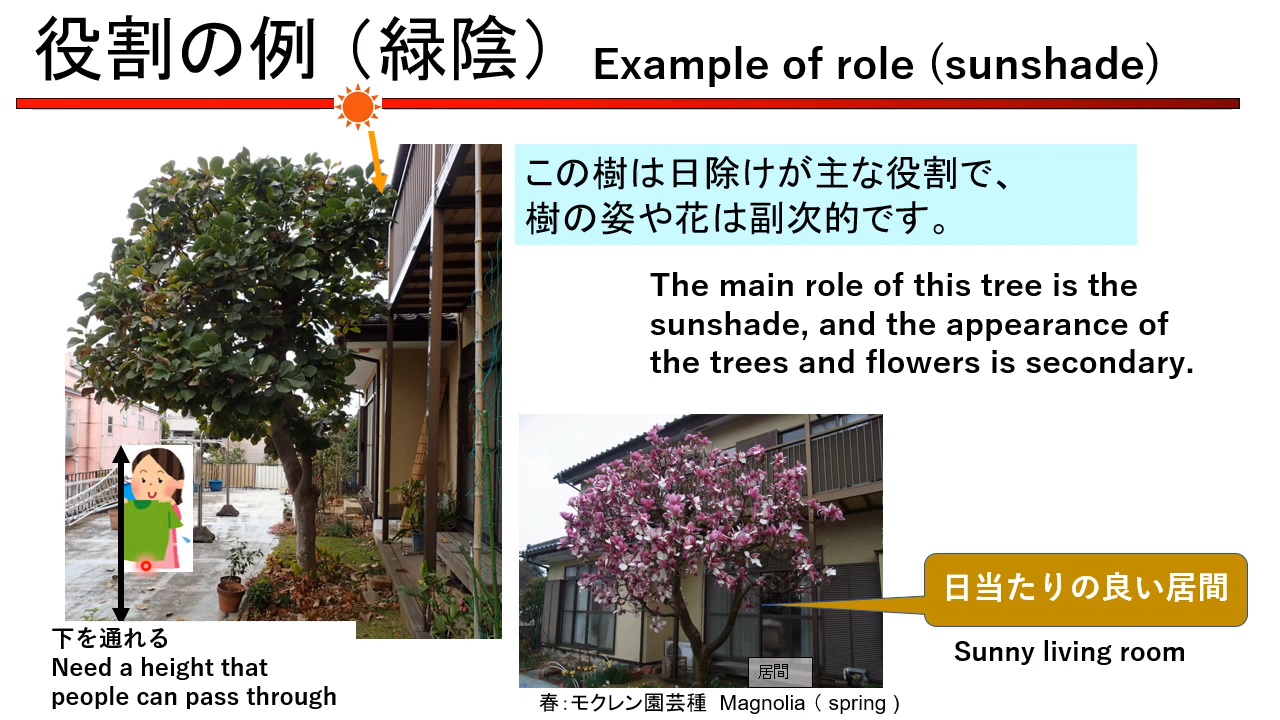 役割の例（緑陰） Example of role (sunshade)
この樹は日除けが主な役割で、
樹の姿や花は副次的です。
The main role of this tree is the
sunshade, and the appearance of
the trees and flowers is secondary.
下を通れる
Need a height that
people can pass through
日当たりの良い居間
Sunny living room
居間
春：モクレン園芸種 Magnolia（spring）